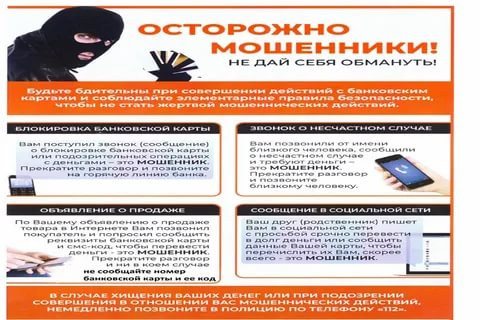 ОСТОРОЖНО
МОШЕННИКИ!
НЕ ДАЙ СЕБЯ ОБМАНУТЬ!
Будьте бдительны при совершении действий с банковским
картами и соблюдайте элементарные правила безопасности,
чтобы не стать жертвой мошеннических действий.
БЛОКИРОВКА БАНКОВСКОЙ КАРТЫ
Вам поступил звонок (сообщение)
о блокировке банковской карты
или подозрительных операциях
с деньгами – это МОШЕННИК.
Прекратите разговор и позвоните
на горячую линию банка.
ЗВОНОК О НЕСЧАСТНОМ СЛУЧАЕ
Вам позвонили от имени
близкого человека, сообщили
о несчастном случае
и требуют деньги –
это МОШЕННИК.
Прекратите разговор
и позвоните
близкому человеку.
ОБЪЯВЛЕНИЕ О ПРОДАЖЕ
По Вашему объявлению о продаже
товара в Интернете Вам позвонил
покупатель и попросил сообщить
реквизиты банковской карты
и смс-код, чтобы перевести
деньги - это МОШЕННИК.
Прекратите разговор
и ни в коем случае
не сообщайте номер
банковской карты и ее код
СООБЩЕНИЕ В СОЦИАЛЬНОЙ СЕТИ
Ваш друг (родственник) пишет
Вам в социальной сети
с просьбой срочно перевести
в долг деньги или сообщить
данные Вашей карты, чтобы
перечислить их Вам, скорее
всего - это МОШЕННИК.
В СЛУЧАЕ ХИЩЕНИЯ ВАШИХ ДЕНЕГ ИЛИ ПРИ ПОДОЗРЕНИИ
СОВЕРШЕНИЯ В ОТНОШЕНИИ ВАС МОШЕННИЧЕСКИХ ДЕЙСТВИЙ,
НЕМЕДЛЕННО ПОЗВОНИТЕ В ПОЛИЦИЮ ПО ТЕЛЕФОНУ «112».